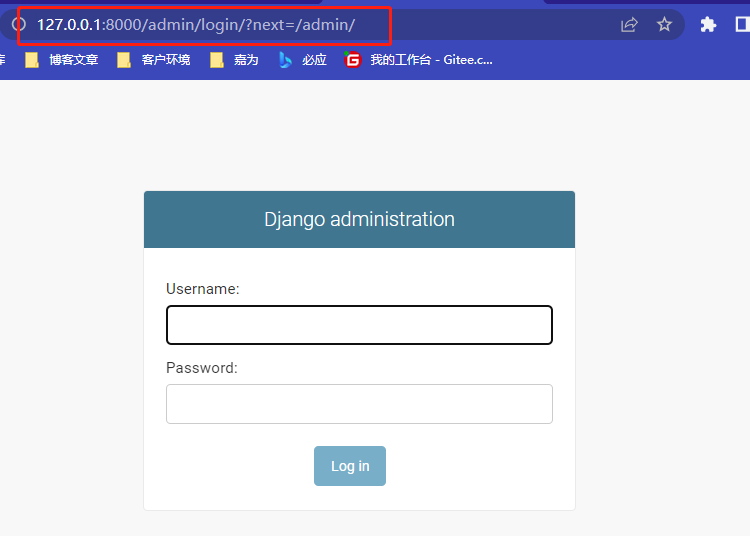 127.0.0.1:8000/admin/login/?next=/admin/
库 博客文章 客户环境 嘉为 必应 我的工作台 - Gitee.c...
Django administration
Username:
Password:
Log in